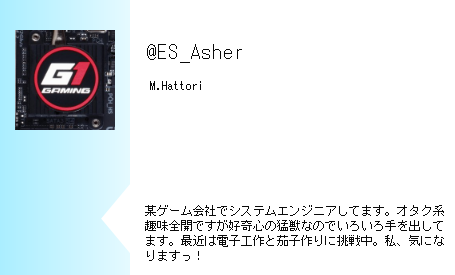 @ES_Asher
G1
GAMING
M.Hattori
某ゲーム会社でシステムエンジニアしてます。オタク系
趣味全開ですが好奇心の猛獣なのでいろいろ手を出して
ます。最近は電子工作と茄子作りに挑戦中。私、気にな
りますっ！